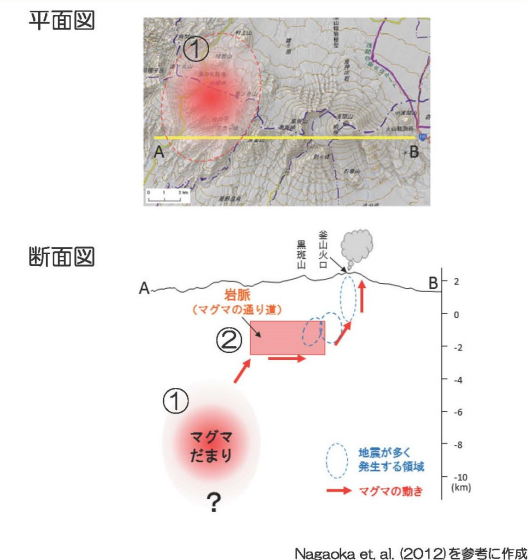 平面図
①
A
B
断面図
A
B
黒斑山
釜山火口
岩脈
（マグマの通り道）
②
①
マグマ
だまり
?
2
0
-2
-4
-6
-8
-10
(km)
地震が多く
発生する領域
マグマの動き
Nagaoka et. al. (2012)を参考に作成